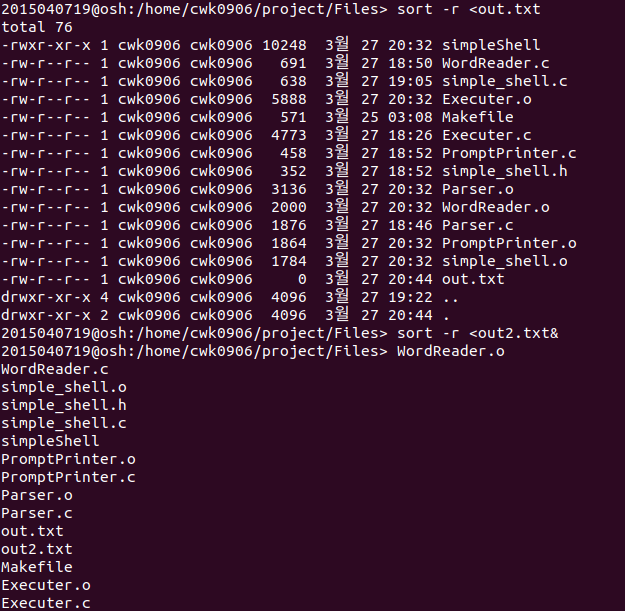 2015040719@osh:/home/cwk0906/project/Files> sort -r <out.txt
total 76
-rwxr-xr-x 1 cwk0906 cwk0906 10248  3월 27 20:32 simpleShell
-rw-r--r-- 1 cwk0906 cwk0906   691  3월 27 18:50 WordReader.c
-rw-r--r-- 1 cwk0906 cwk0906   638  3월 27 19:05 simple_shell.c
-rw-r--r-- 1 cwk0906 cwk0906  5888  3월 27 20:32 Executer.o
-rw-r--r-- 1 cwk0906 cwk0906   571  3월 25 03:08 Makefile
-rw-r--r-- 1 cwk0906 cwk0906  4773  3월 27 18:26 Executer.c
-rw-r--r-- 1 cwk0906 cwk0906   458  3월 27 18:52 PromptPrinter.c
-rw-r--r-- 1 cwk0906 cwk0906   352  3월 27 18:52 simple_shell.h
-rw-r--r-- 1 cwk0906 cwk0906  3136  3월 27 20:32 Parser.o
-rw-r--r-- 1 cwk0906 cwk0906  2000  3월 27 20:32 WordReader.o
-rw-r--r-- 1 cwk0906 cwk0906  1876  3월 27 18:46 Parser.c
-rw-r--r-- 1 cwk0906 cwk0906  1864  3월 27 20:32 PromptPrinter.o
-rw-r--r-- 1 cwk0906 cwk0906  1784  3월 27 20:32 simple_shell.o
-rw-r--r-- 1 cwk0906 cwk0906     0  3월 27 20:44 out.txt
drwxr-xr-x 4 cwk0906 cwk0906  4096  3월 27 19:22 ..
drwxr-xr-x 2 cwk0906 cwk0906  4096  3월 27 20:44 .
2015040719@osh:/home/cwk0906/project/Files> sort -r <out2.txt&
2015040719@osh:/home/cwk0906/project/Files> WordReader.o
WordReader.c
simple_shell.o
simple_shell.h
simple_shell.c
simpleShell
PromptPrinter.o
PromptPrinter.c
Parser.o
Parser.c
out.txt
out2.txt
Makefile
Executer.o
Executer.c